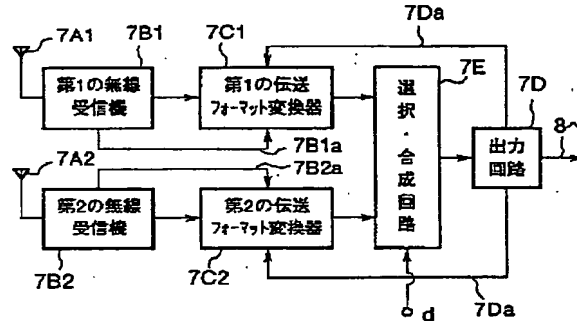 7A1
7B1
7C1
7Da
7E
7D
8
第1の無線
受信機
第1の伝送
フォーマット変換器
選択・合成回路
出力
回路
7B1a
7B2a
7A2
第2の無線
受信機
第2の伝送
フォーマット変換器
7B2
7C2
d
7Da